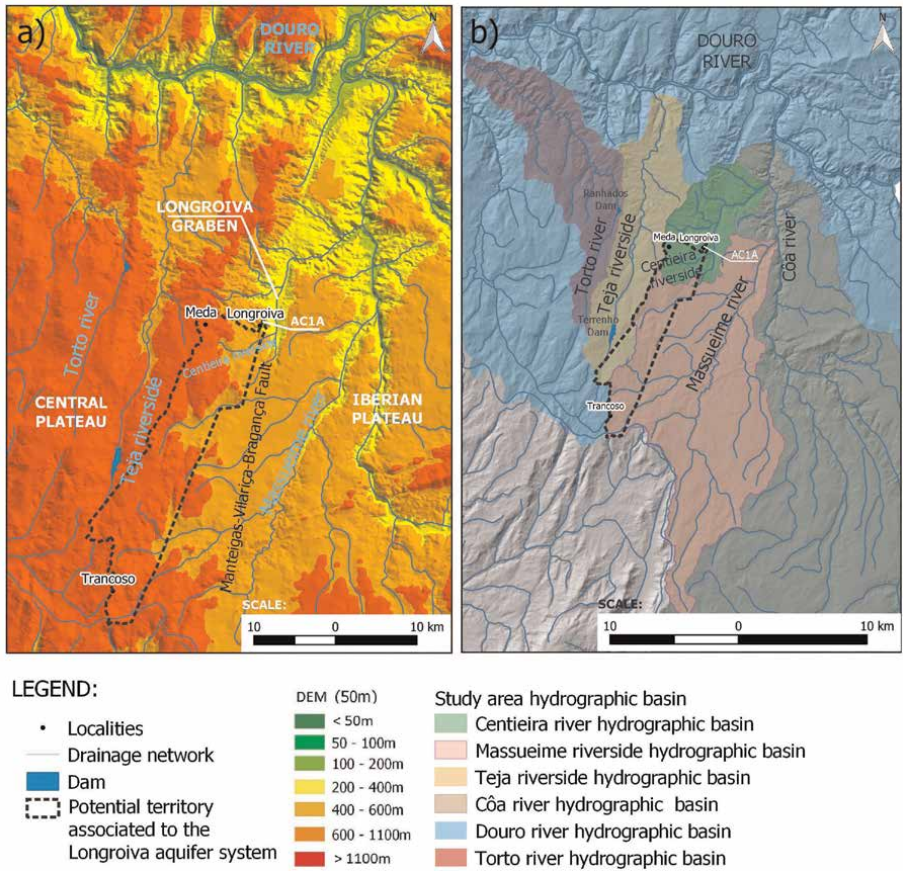 a)
N
DOURO
RIVER
LONGROIVA
GRABEN
Meda
Longroiva
AC1A
Centieira riverside
Torto river
CENTRAL
PLATEAU
Teja riverside
IBERIAN
PLATEAU
Manteigas-Vilariça-Bragança Fault
Massueime river
Trancoso
SCALE:
10 0 10 km
b)
N
DOURO
RIVER
Ranhados
Dam
Torto river
Teja riverside
Meda
Longroiva
AC1A
Centieira
riverside
Côa river
Terrenho
Dam
Massueime river
Trancoso
SCALE:
10 0 10 km
LEGEND:
Localities
Drainage network
Dam
Potential territory
associated to the
Longroiva aquifer system
DEM (50m)
< 50m
50 - 100m
100 - 200m
200 - 400m
400 - 600m
600 - 1100m
> 1100m
Study area hydrographic basin
Centieira river hydrographic basin
Massueime riverside hydrographic basin
Teja riverside hydrographic basin
Côa river hydrographic basin
Douro river hydrographic basin
Torto river hydrographic basin